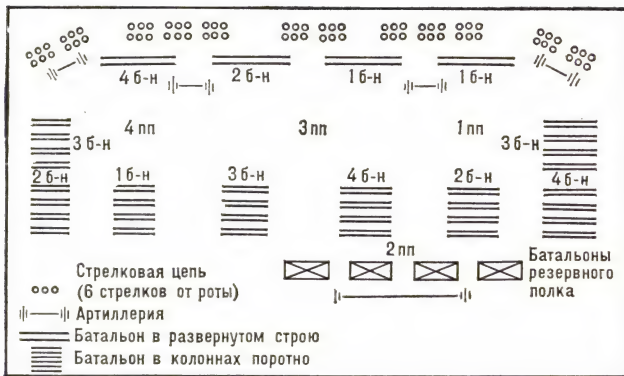 4 б-н 2 б-н 1 б-н 1 б-н
3 б-н 4 пп 3 пп 1 пп 3 б-н
2 б-н 1 б-н 3 б-н 4 б-н 2 б-н 4 б-н
2 пп
Батальоны
резервного
полка
Стрелковая цепь
(6 стрелков от роты)
Артиллерия
Батальон в развернутом строю
Батальон в колоннах поротно